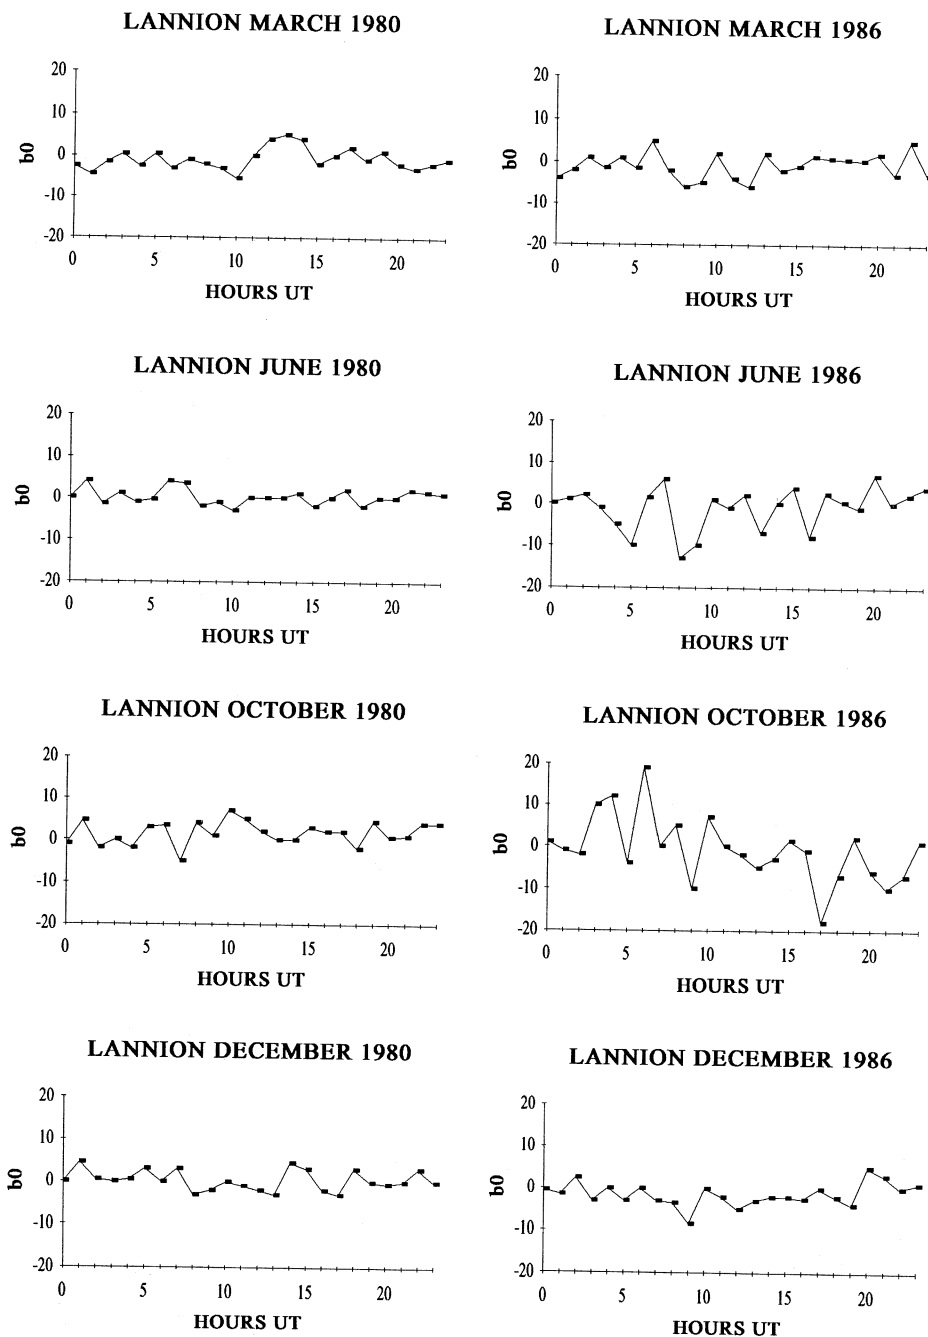 LANNION MARCH 1980
20
10
0
-10
-20
b0
0 5 10 15 20
HOURS UT
LANNION MARCH 1986
20
10
0
-10
-20
b0
0 5 10 15 20
HOURS UT
LANNION JUNE 1980
20
10
0
-10
-20
b0
0 5 10 15 20
HOURS UT
LANNION JUNE 1986
20
10
0
-10
-20
b0
0 5 10 15 20
HOURS UT
LANNION OCTOBER 1980
20
10
0
-10
-20
b0
0 5 10 15 20
HOURS UT
LANNION OCTOBER 1986
20
10
0
-10
-20
b0
0 5 10 15 20
HOURS UT
LANNION DECEMBER 1980
20
10
0
-10
-20
b0
0 5 10 15 20
HOURS UT
LANNION DECEMBER 1986
20
10
0
-10
-20
b0
0 5 10 15 20
HOURS UT